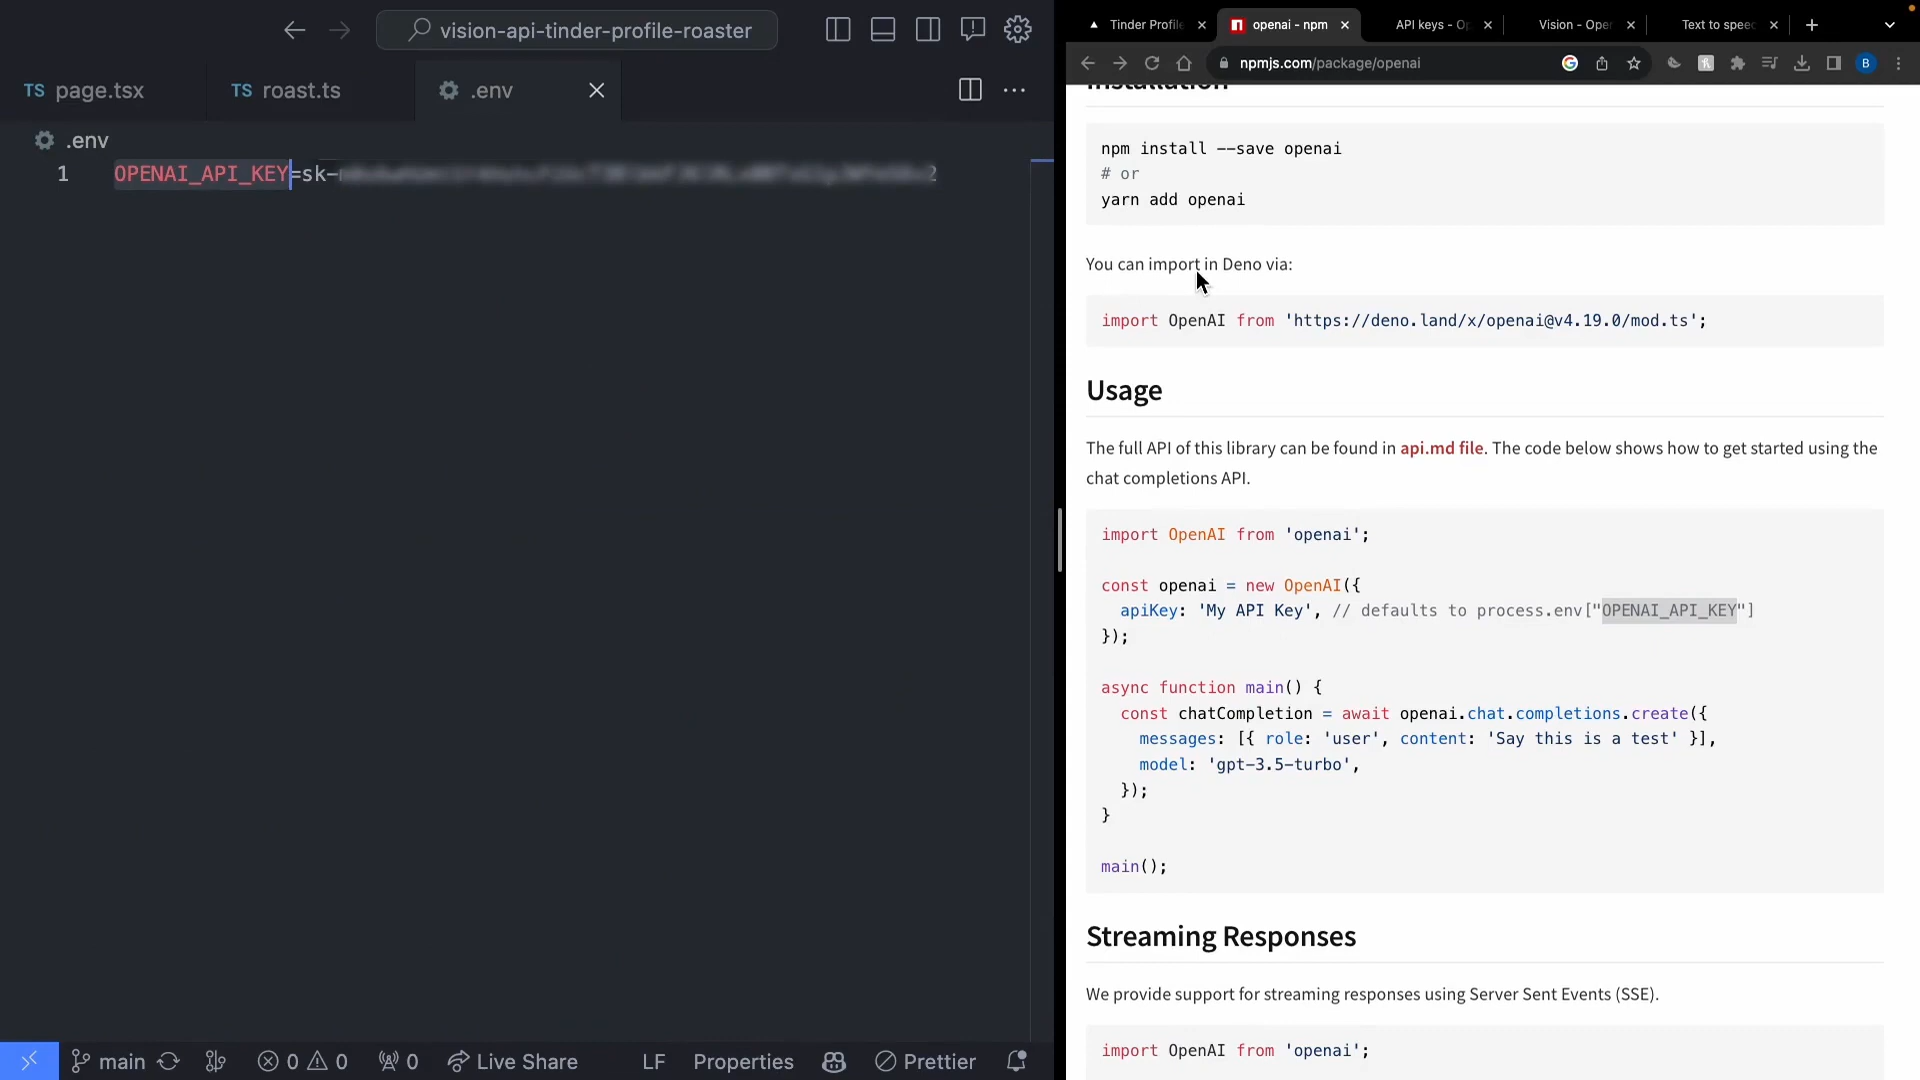 vision-api-tinder-profile-roaster
TS page.tsx
TS roast.ts
.env
.env
1 OPENAI_API_KEY=sk-
main
0 0
0
Live Share
LF
Properties
Prettier
Tinder Profile
openai - npm
API keys - Op
Vision - Oper
Text to speec
npmjs.com/package/openai
B
Installation
npm install --save openai
# or
yarn add openai
You can import in Deno via:
import OpenAI from 'https://deno.land/x/openai@v4.19.0/mod.ts';
Usage
The full API of this library can be found in api.md file. The code below shows how to get started using the
chat completions API.
import OpenAI from 'openai';
const openai = new OpenAI({
apiKey: 'My API Key', // defaults to process.env["OPENAI_API_KEY"]
});
async function main() {
const chatCompletion = await openai.chat.completions.create({
messages: [{ role: 'user', content: 'Say this is a test' }],
model: 'gpt-3.5-turbo',
});
}
main();
Streaming Responses
We provide support for streaming responses using Server Sent Events (SSE).
import OpenAI from 'openai';